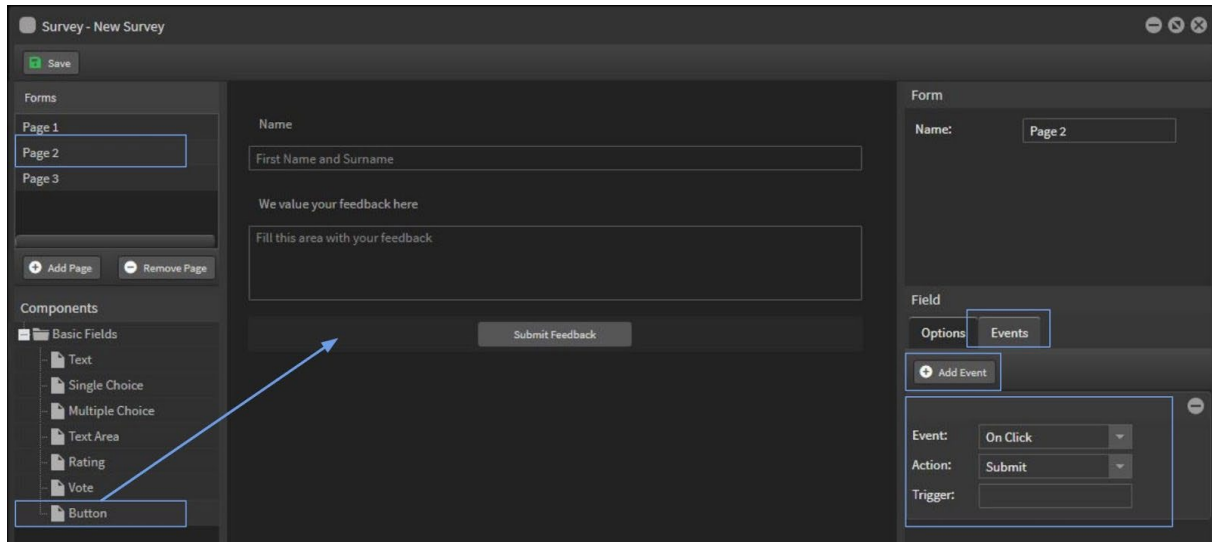 Survey - New Survey
Save
Forms
Page 1
Page 2
Page 3
Add Page
Remove Page
Components
Basic Fields
Text
Single Choice
Multiple Choice
Text Area
Rating
Vote
Button
Name
First Name and Surname
We value your feedback here
Fill this area with your feedback
Submit Feedback
Form
Name: Page 2
Field
Options Events
Add Event
Event: On Click
Action: Submit
Trigger: